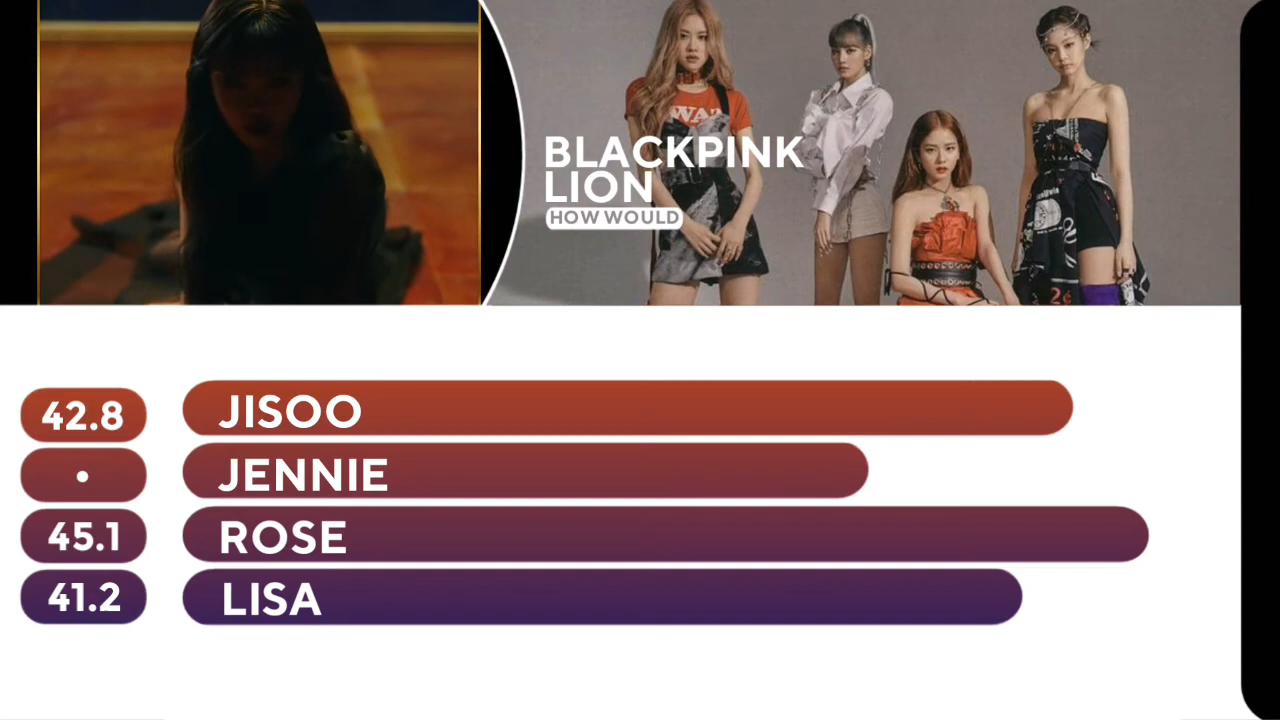 BLACKPINK
LION
HOW WOULD
42.8 JISOO
• JENNIE
45.1 ROSE
41.2 LISA